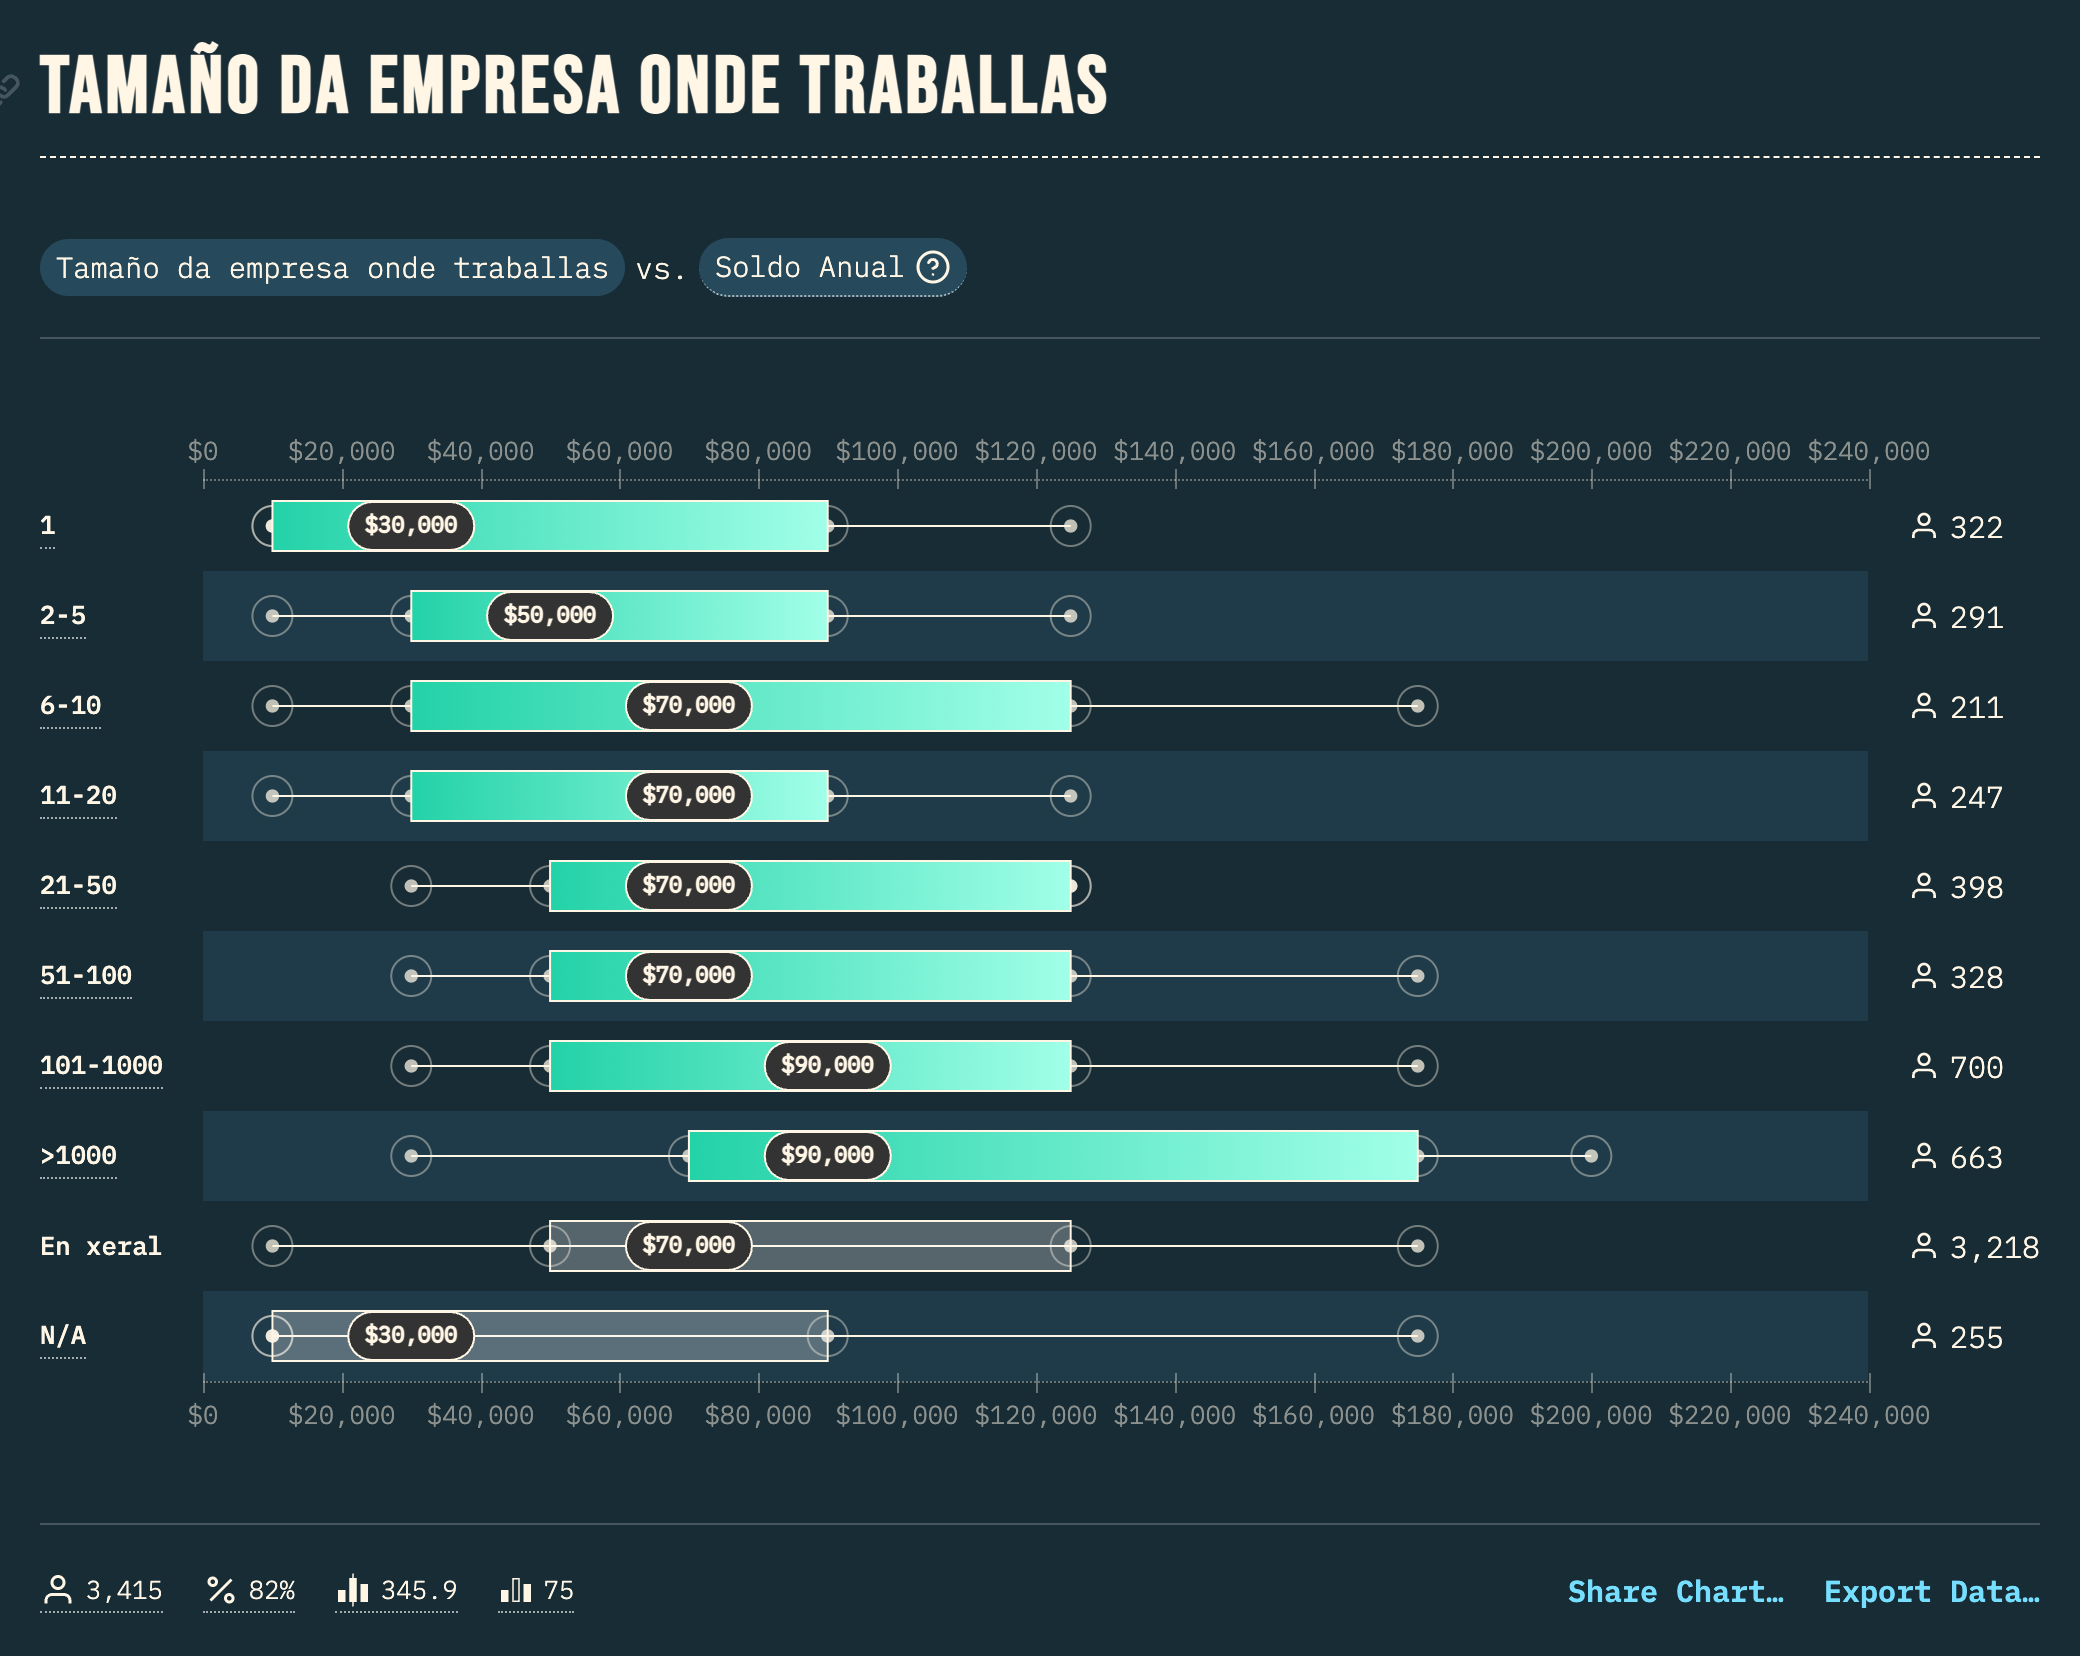 TAMAÑO DA EMPRESA ONDE TRABALLAS
Tamaño da empresa onde traballas vs. Soldo Anual ?
$0 $20,000 $40,000 $60,000 $80,000 $100,000 $120,000 $140,000 $160,000 $180,000 $200,000 $220,000 $240,000
1 $30,000 322
2-5 $50,000 291
6-10 $70,000 211
11-20 $70,000 247
21-50 $70,000 398
51-100 $70,000 328
101-1000 $90,000 700
>1000 $90,000 663
En xeral $70,000 3,218
N/A $30,000 255
$0 $20,000 $40,000 $60,000 $80,000 $100,000 $120,000 $140,000 $160,000 $180,000 $200,000 $220,000 $240,000
3,415 82% 345.9 75 Share Chart… Export Data…